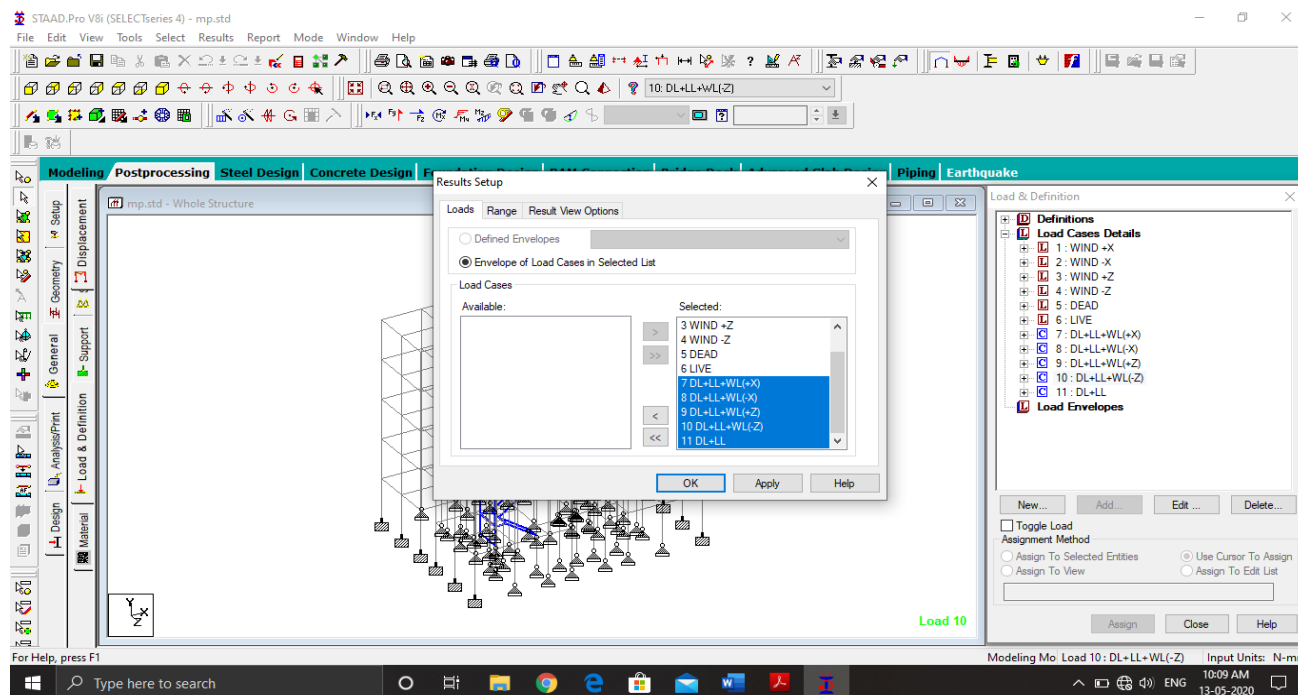 STAAD.Pro V8i (SELECTseries 4) - mp.std
File Edit View Tools Select Results Report Mode Window Help
10: DL+LL+WL(-Z)
Modeling Postprocessing Steel Design Concrete Design Piping Earthquake
mp.std - Whole Structure
Setup
Geometry
General
Analysis/Print
Design
Displacement
Support
Load & Definition
Material
Results Setup
Loads Range Result View Options
Defined Envelopes
Envelope of Load Cases in Selected List
Load Cases
Available: Selected:
3 WIND +Z
4 WIND -Z
5 DEAD
6 LIVE
7 DL+LL+WL(+X)
8 DL+LL+WL(-X)
9 DL+LL+WL(+Z)
10 DL+LL+WL(-Z)
11 DL+LL
> 
>>
<
<<
OK Apply Help
Y
X
Z
Load 10
Load & Definition
Definitions
Load Cases Details
1 : WIND +X
2 : WIND -X
3 : WIND +Z
4 : WIND -Z
5 : DEAD
6 : LIVE
7 : DL+LL+WL(+X)
8 : DL+LL+WL(-X)
9 : DL+LL+WL(+Z)
10 : DL+LL+WL(-Z)
11 : DL+LL
Load Envelopes
New... Add... Edit ... Delete...
Toggle Load
Assignment Method
Assign To Selected Entities Use Cursor To Assign
Assign To View Assign To Edit List
Assign Close Help
For Help, press F1
Modeling Mo Load 10 : DL+LL+WL(-Z) Input Units: N-m
Type here to search
ENG
10:09 AM
13-05-2020